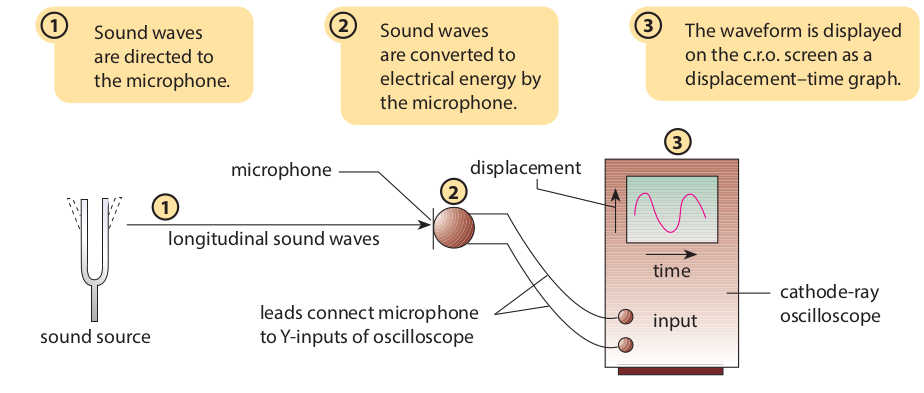 1
Sound waves
are directed to
the microphone.
2
Sound waves
are converted to
electrical energy by
the microphone.
3
The waveform is displayed
on the c.r.o. screen as a
displacement–time graph.
microphone
displacement
3
1
2
longitudinal sound waves
time
sound source
leads connect microphone
to Y-inputs of oscilloscope
input
cathode-ray
oscilloscope